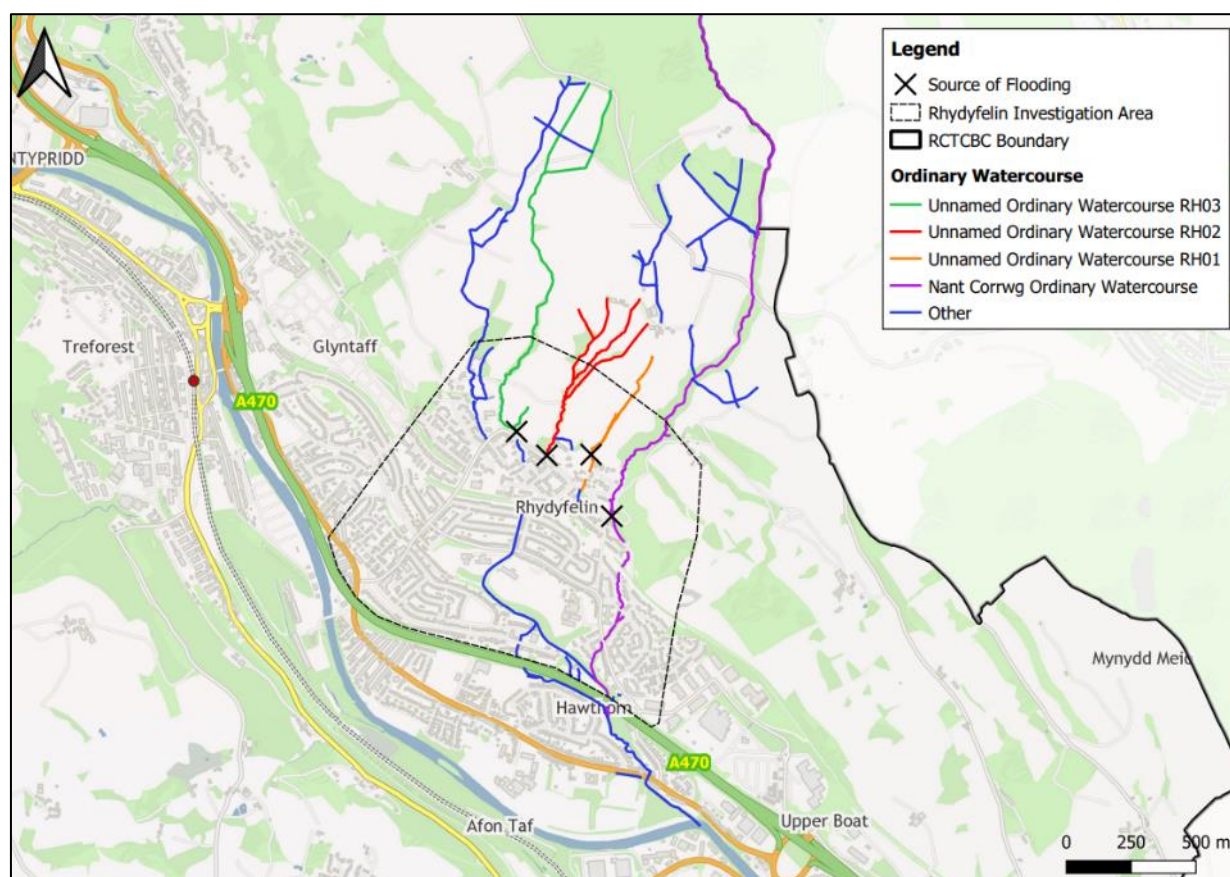 Legend
Source of Flooding
Rhydyfelin Investigation Area
RCTCBC Boundary
Ordinary Watercourse
Unnamed Ordinary Watercourse RH03
Unnamed Ordinary Watercourse RH02
Unnamed Ordinary Watercourse RH01
Nant Corrwg Ordinary Watercourse
Other
NTYPRIDD
Treforest
Glyntaff
A470
Rhydyfelin
Mynydd Meio
Hawthorn
A470
Afon Taf
Upper Boat
0 250 500 m